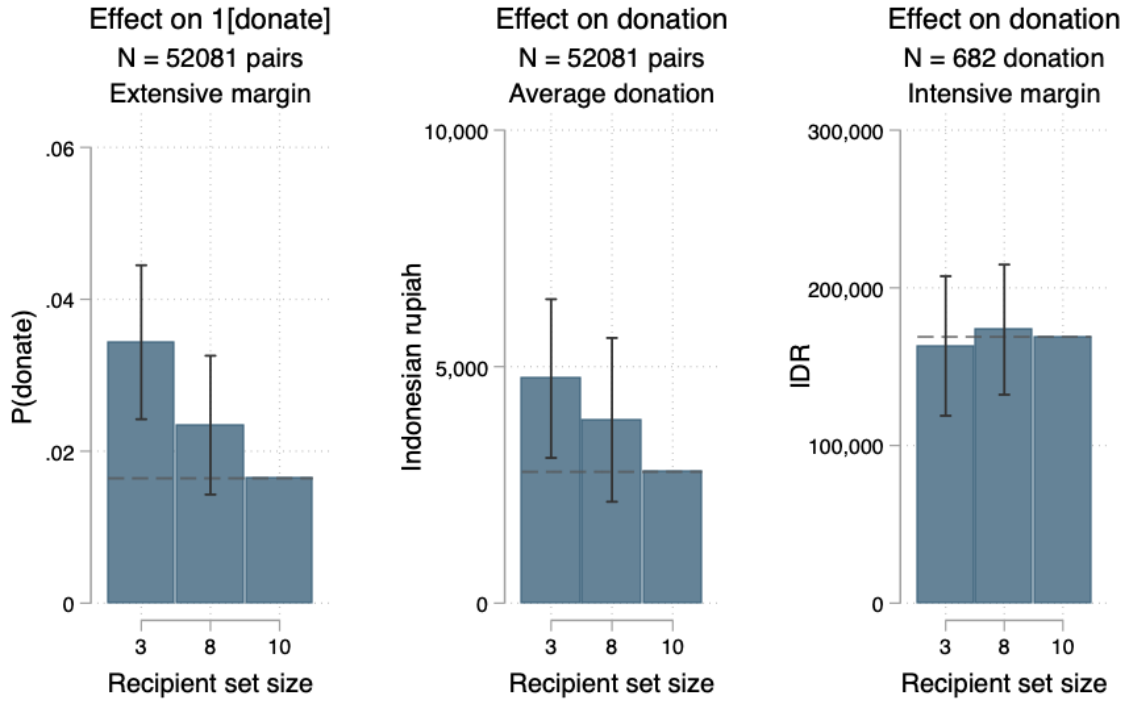 Effect on 1[donate]
N = 52081 pairs
Extensive margin
.06
.04
.02
0
P(donate)
3 8 10
Recipient set size
Effect on donation
N = 52081 pairs
Average donation
10,000
5,000
0
Indonesian rupiah
3 8 10
Recipient set size
Effect on donation
N = 682 donation
Intensive margin
300,000
200,000
100,000
0
IDR
3 8 10
Recipient set size